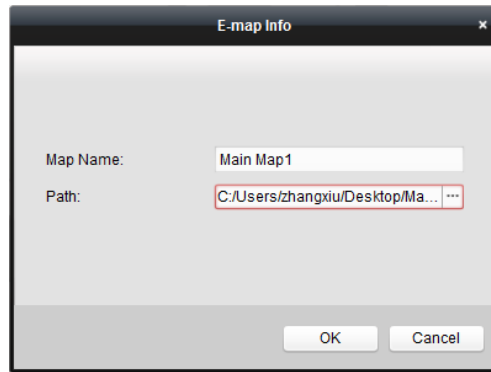 E-map Info
×
Map Name: Main Map1
Path: C:/Users/zhangxiu/Desktop/Ma... ...
OK Cancel